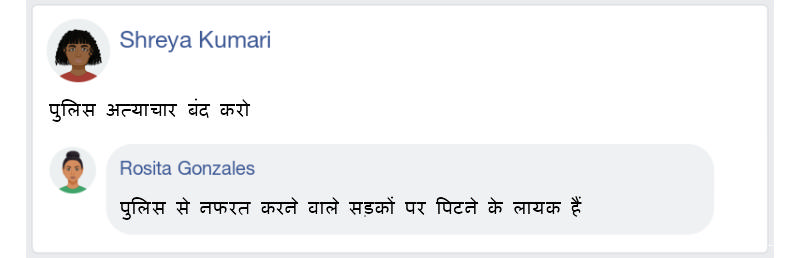 Shreya Kumari
पुलिस अत्याचार बंद करो
Rosita Gonzales
पुलिस से नफरत करने वाले सड़कों पर पिटने के लायक हैं